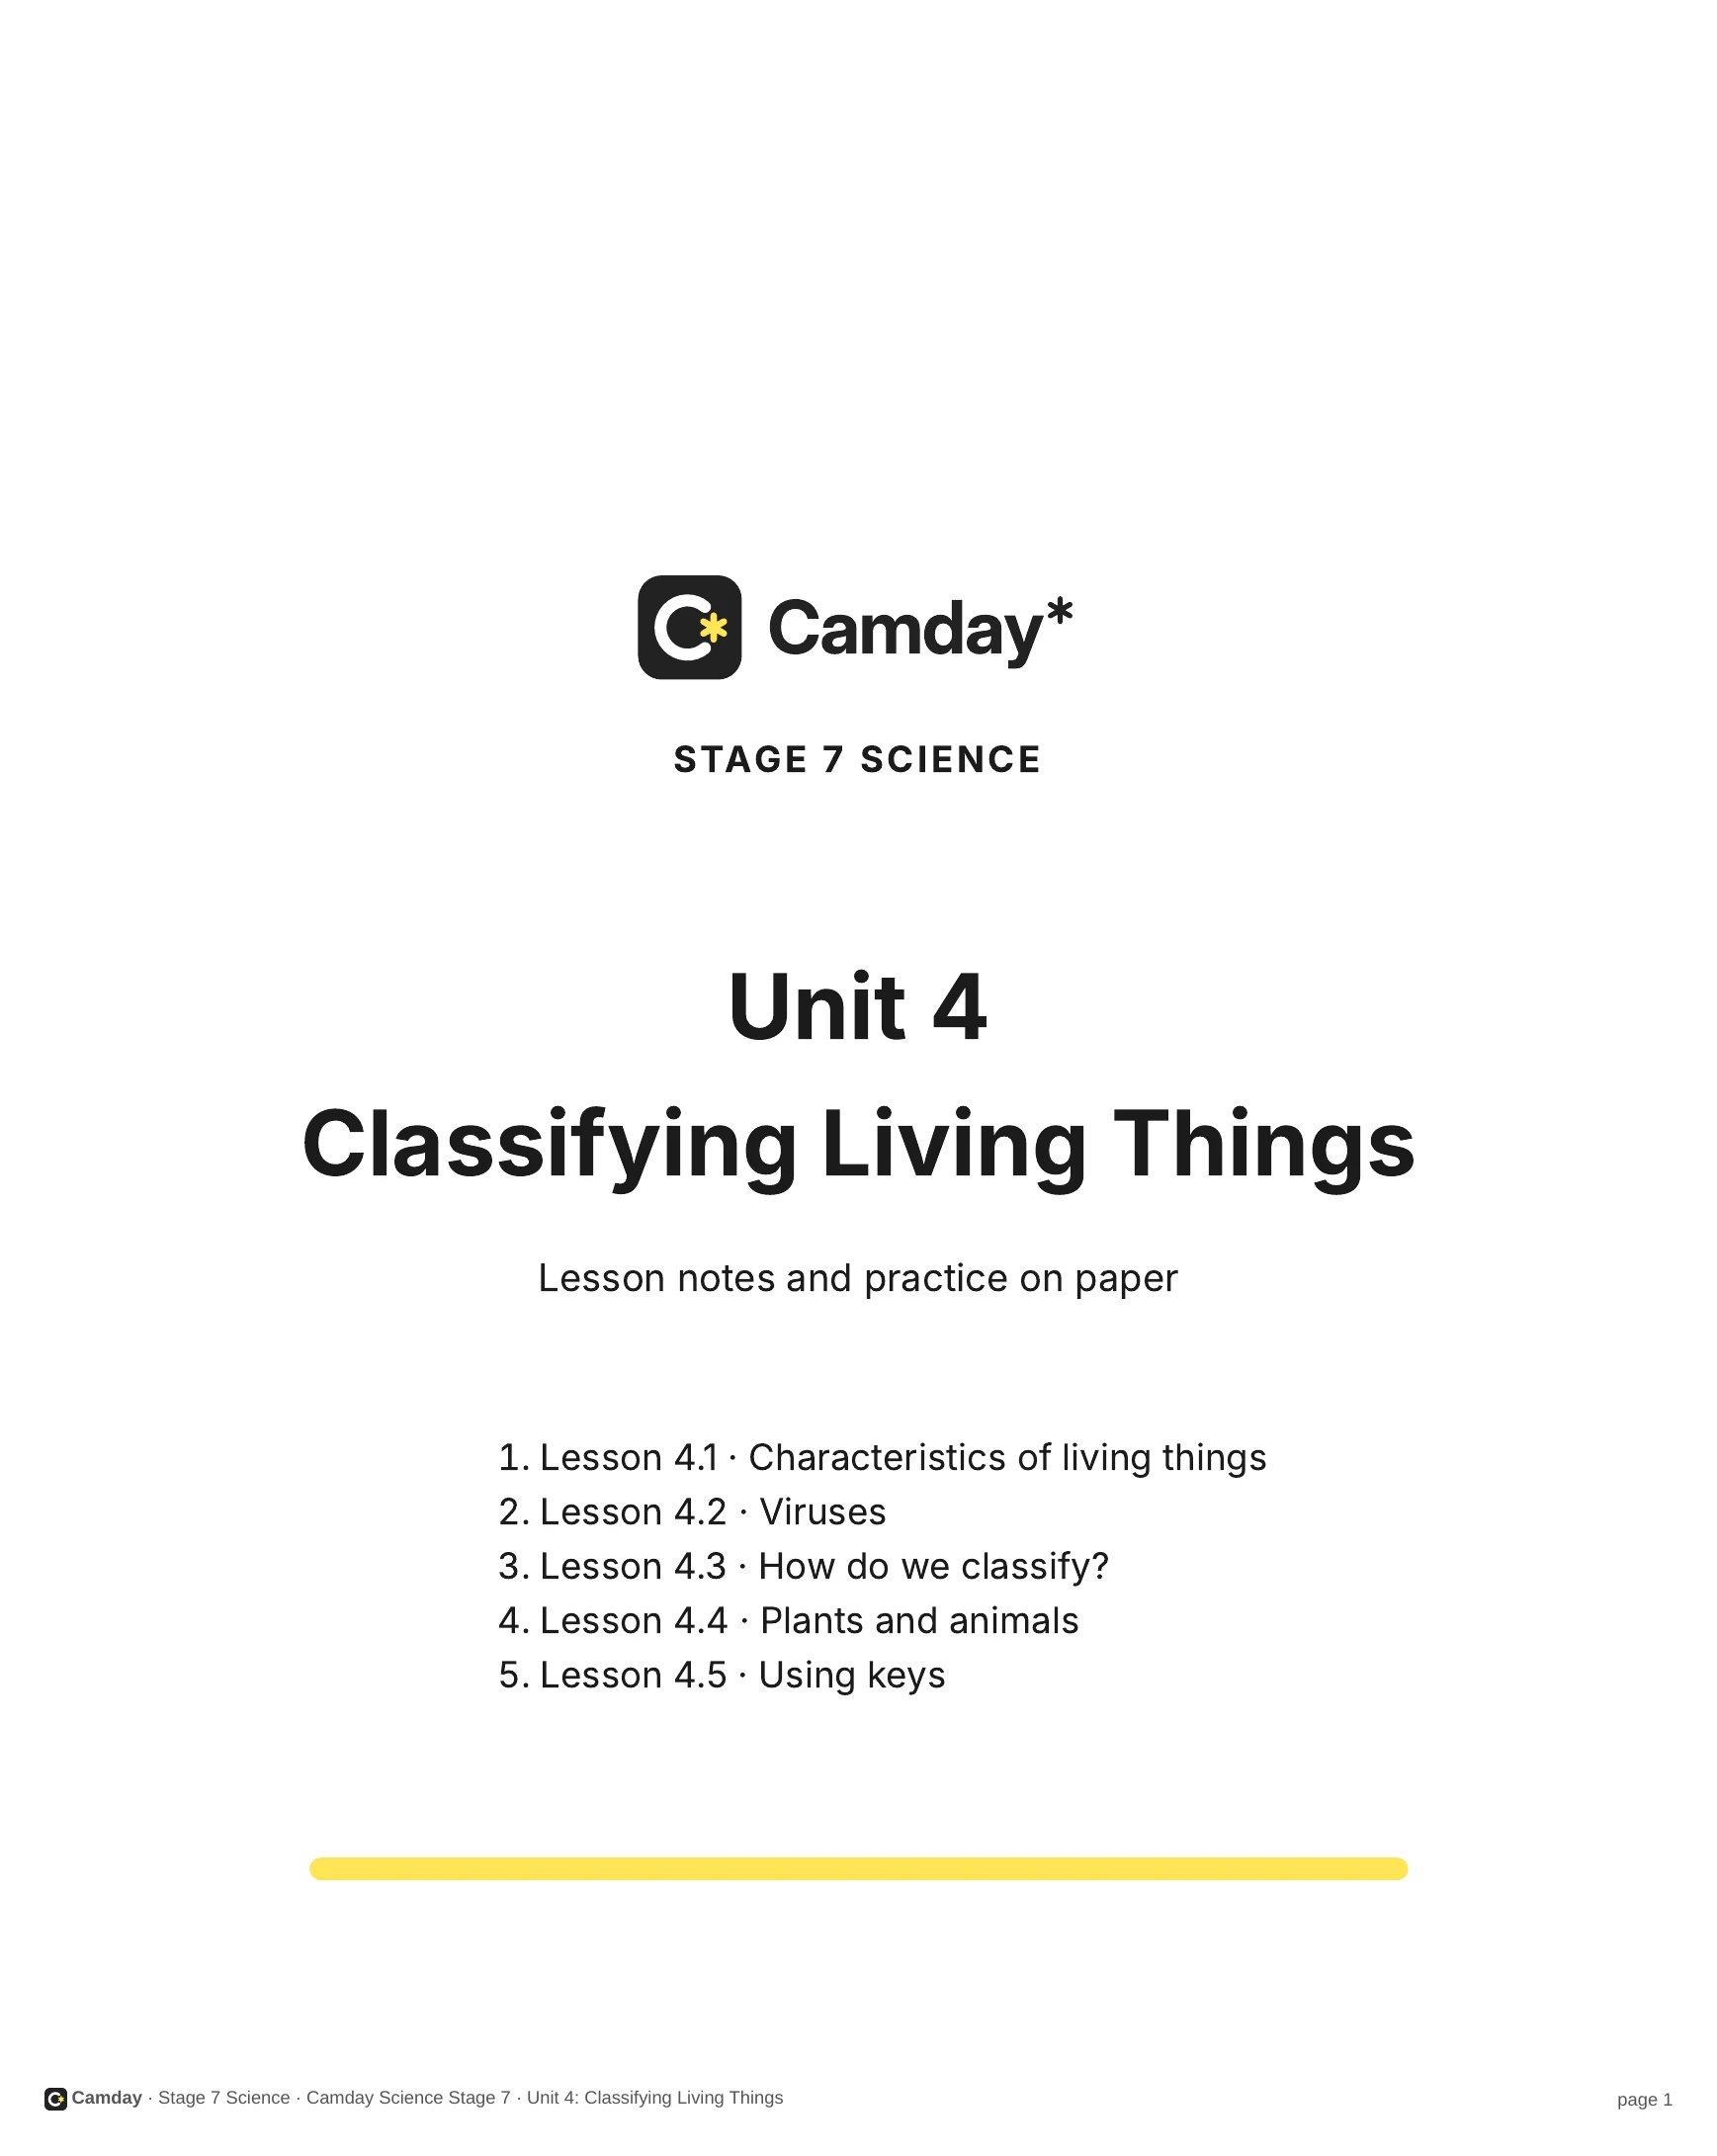 Camday*
STAGE 7 SCIENCE
Unit 4
Classifying Living Things
Lesson notes and practice on paper
1. Lesson 4.1 · Characteristics of living things
2. Lesson 4.2 · Viruses
3. Lesson 4.3 · How do we classify?
4. Lesson 4.4 · Plants and animals
5. Lesson 4.5 · Using keys
Camday · Stage 7 Science · Camday Science Stage 7 · Unit 4: Classifying Living Things
page 1